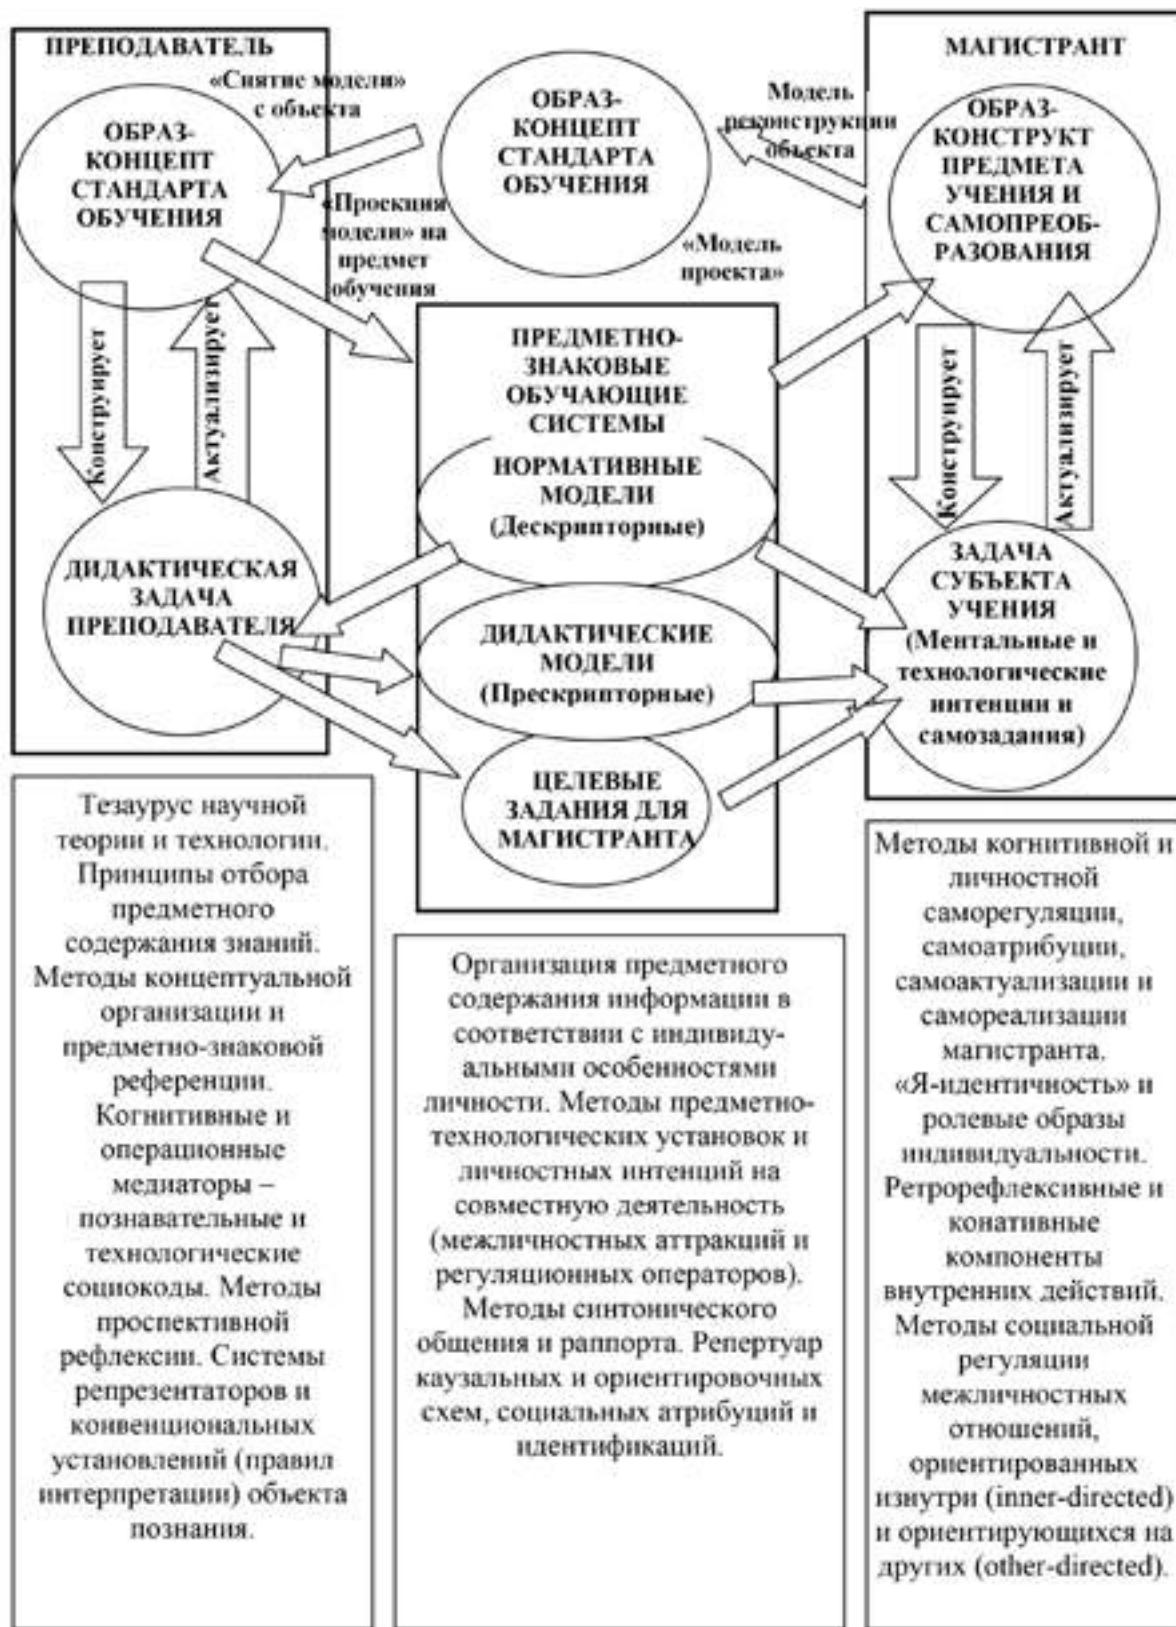 ПРЕПОДАВАТЕЛЬ
«Снятие модели»
с объекта
ОБРАЗ-
КОНЦЕПТ
СТАНДАРТА
ОБУЧЕНИЯ
«Проекция
модели» на
предмет
обучения
Конструирует
Актуализирует
ДИДАКТИЧЕСКАЯ
ЗАДАЧА
ПРЕПОДАВАТЕЛЯ
ОБРАЗ-
КОНЦЕПТ
СТАНДАРТА
ОБУЧЕНИЯ
Модель
реконструкции
объекта
«Модель
проекта»
ПРЕДМЕТНО-
ЗНАКОВЫЕ
ОБУЧАЮЩИЕ
СИСТЕМЫ
НОРМАТИВНЫЕ
МОДЕЛИ
(Дескрипторные)
ДИДАКТИЧЕСКИЕ
МОДЕЛИ
(Прескрипторные)
ЦЕЛЕВЫЕ
ЗАДАНИЯ ДЛЯ
МАГИСТРАНТА
МАГИСТРАНТ
ОБРАЗ-
КОНСТРУКТ
ПРЕДМЕТА
УЧЕНИЯ И
САМОПРЕОБ-
РАЗОВАНИЯ
Конструирует
Актуализирует
ЗАДАЧА
СУБЪЕКТА
УЧЕНИЯ
(Ментальные и
технологические
интенции и
самозадания)
Тезаурус научной
теории и технологии.
Принципы отбора
предметного
содержания знаний.
Методы концептуальной
организации и
предметно-знаковой
референции.
Когнитивные и
операционные
медиаторы –
познавательные и
технологические
социокоды. Методы
проспективной
рефлексии. Системы
репрезентаторов и
конвенциональных
установлений (правил
интерпретации) объекта
познания.
Организация предметного
содержания информации в
соответствии с индивиду-
альными особенностями
личности. Методы предметно-
технологических установок и
личностных интенций на
совместную деятельность
(межличностных аттракций и
регуляционных операторов).
Методы синтонического
общения и раппорта. Репертуар
каузальных и ориентировочных
схем, социальных атрибуций и
идентификаций.
Методы когнитивной и
личностной
саморегуляции,
самоатрибуции,
самоактуализации и
самореализации
магистранта.
«Я-идентичность» и
ролевые образы
индивидуальности.
Ретрорефлексивные и
конативные
компоненты
внутренних действий.
Методы социальной
регуляции
межличностных
отношений,
ориентированных
изнутри (inner-directed)
и ориентирующихся на
других (other-directed).